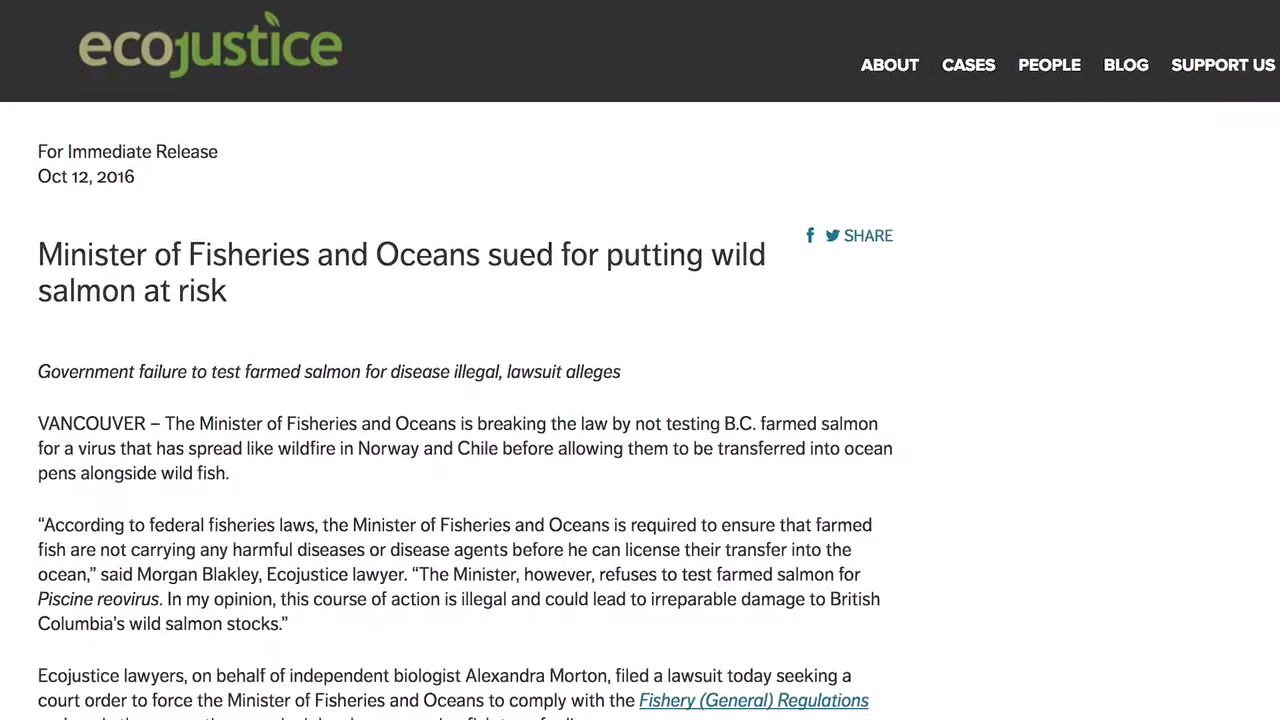 ecojustice
ABOUT CASES PEOPLE BLOG SUPPORT US
For Immediate Release
Oct 12, 2016
SHARE
Minister of Fisheries and Oceans sued for putting wild
salmon at risk
Government failure to test farmed salmon for disease illegal, lawsuit alleges
VANCOUVER – The Minister of Fisheries and Oceans is breaking the law by not testing B.C. farmed salmon
for a virus that has spread like wildfire in Norway and Chile before allowing them to be transferred into ocean
pens alongside wild fish.
“According to federal fisheries laws, the Minister of Fisheries and Oceans is required to ensure that farmed
fish are not carrying any harmful diseases or disease agents before he can license their transfer into the
ocean,” said Morgan Blakley, Ecojustice lawyer. “The Minister, however, refuses to test farmed salmon for
Piscine reovirus. In my opinion, this course of action is illegal and could lead to irreparable damage to British
Columbia’s wild salmon stocks.”
Ecojustice lawyers, on behalf of independent biologist Alexandra Morton, filed a lawsuit today seeking a
court order to force the Minister of Fisheries and Oceans to comply with the Fishery (General) Regulations